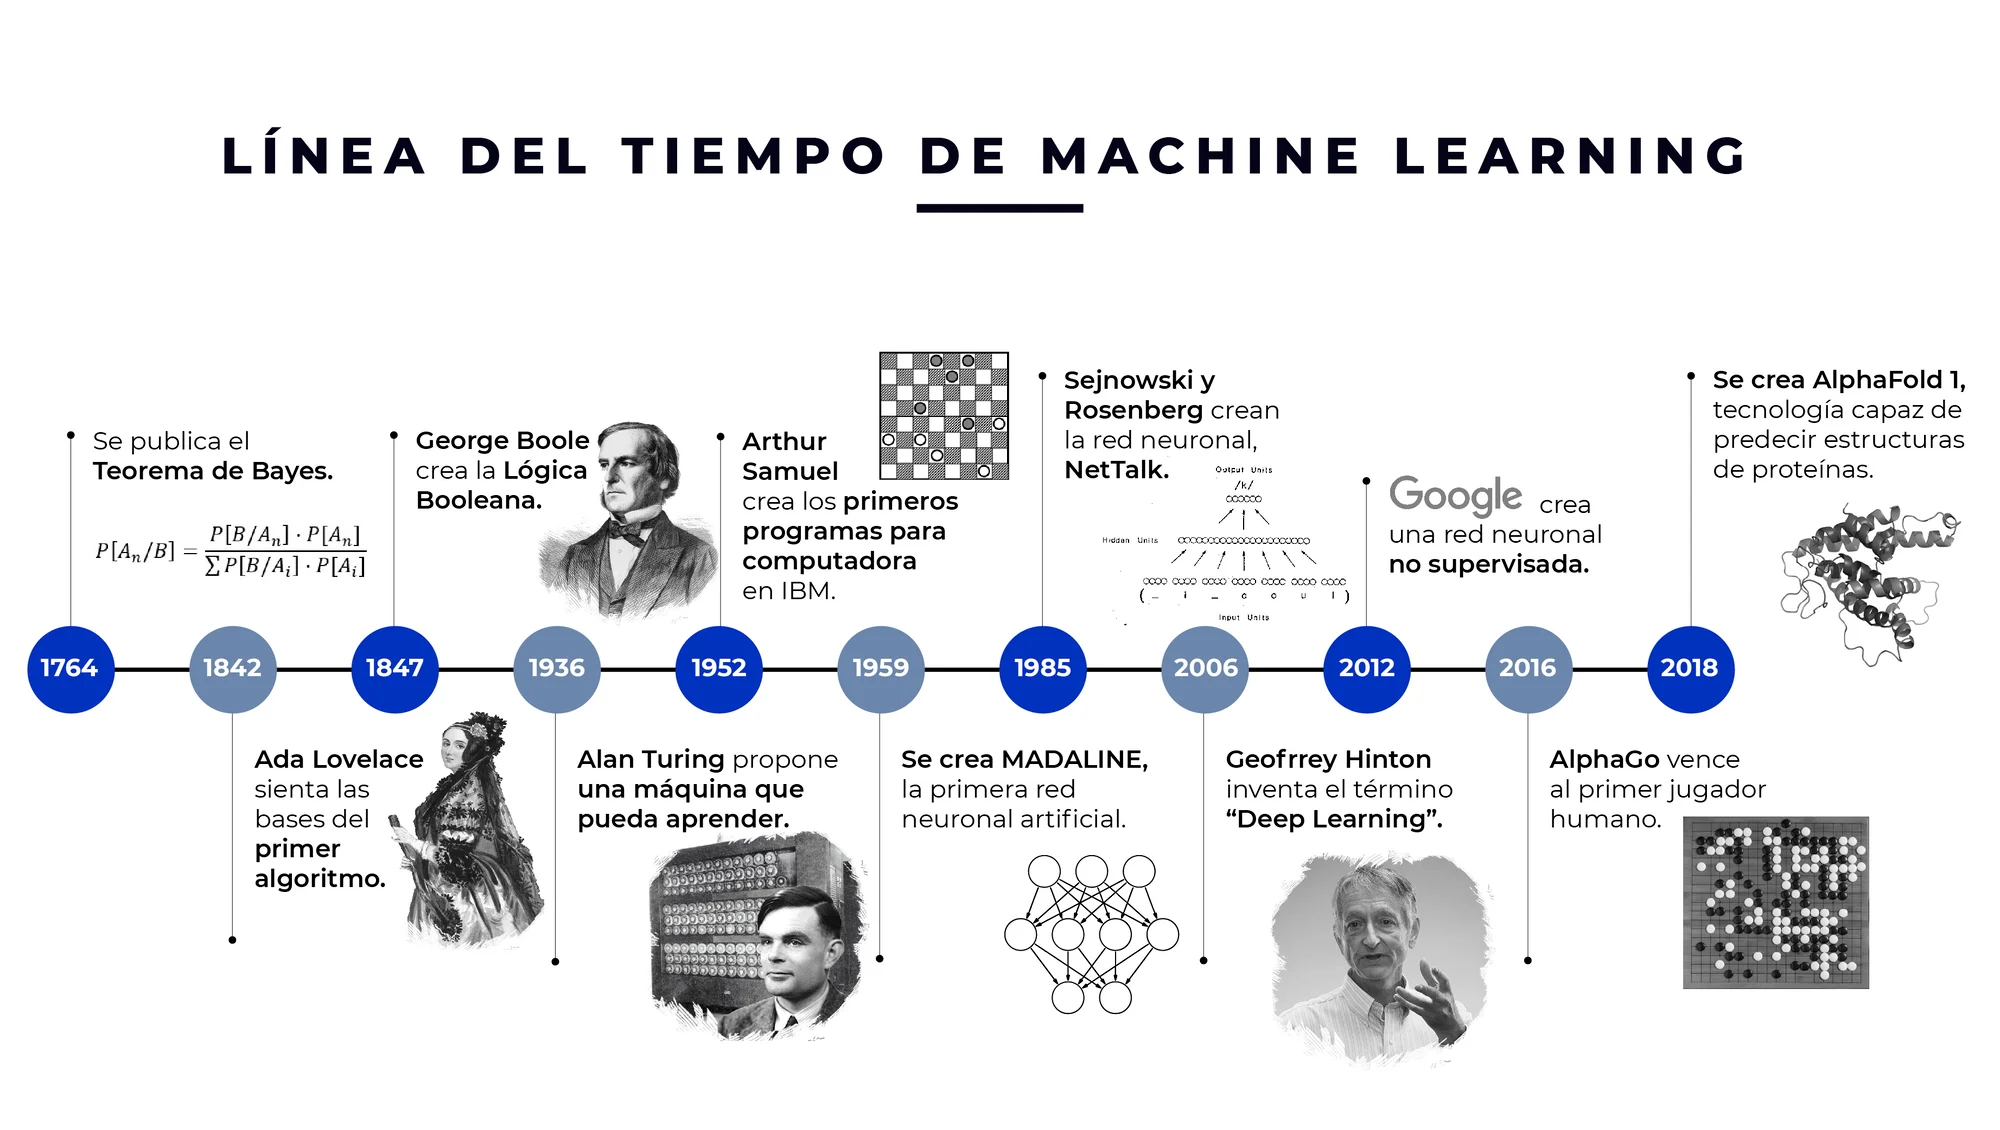 LÍNEA DEL TIEMPO DE MACHINE LEARNING
Se publica el
Teorema de Bayes.
P[Aₙ/B] = P[B/Aₙ] · P[Aₙ] / ∑ P[B/Aᵢ] · P[Aᵢ]
George Boole
crea la Lógica
Booleana.
Arthur
Samuel
crea los primeros
programas para
computadora
en IBM.
Sejnowski y
Rosenberg crean
la red neuronal,
NetTalk.
Output Units
/k/
Hidden Units
( _ i _ c o u l )
Input Units
Google crea
una red neuronal
no supervisada.
Se crea AlphaFold 1,
tecnología capaz de
predecir estructuras
de proteínas.
1764 1842 1847 1936 1952 1959 1985 2006 2012 2016 2018
Ada Lovelace
sienta las
bases del
primer
algoritmo.
Alan Turing propone
una máquina que
pueda aprender.
Se crea MADALINE,
la primera red
neuronal artificial.
Geofrrey Hinton
inventa el término
“Deep Learning”.
AlphaGo vence
al primer jugador
humano.